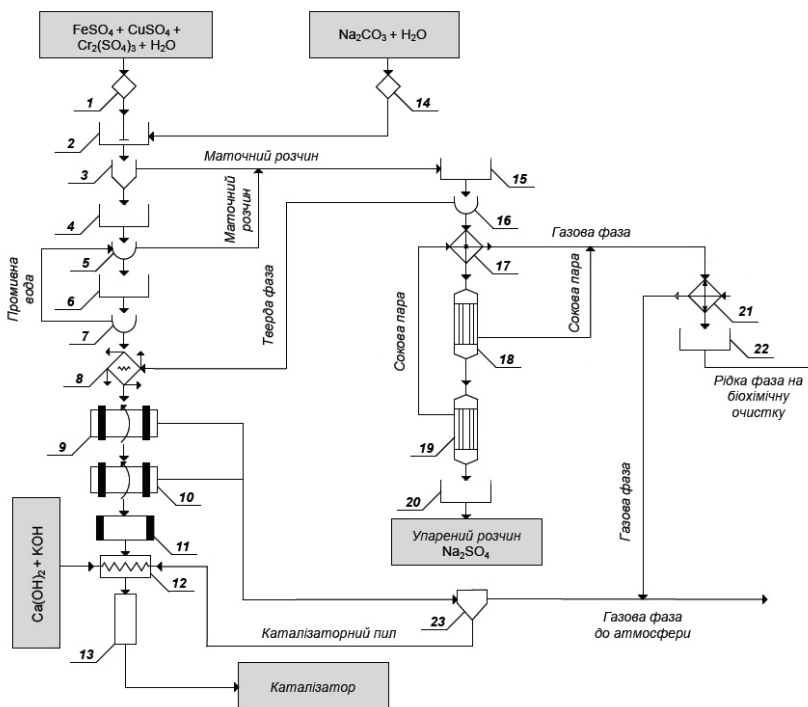 FeSO₄ + CuSO₄ +
Cr₂(SO₄)₃ + H₂O
Na₂CO₃ + H₂O
1
14
2
Маточний розчин
3
15
4
Маточний
розчин
16
Газова фаза
5
17
Промивна
вода
6
Тверда фаза
Сокова пара
Сокова пара
21
7
18
22
8
Рідка фаза на
біохімічну
очистку
9
19
10
20
Газова фаза
11
Упарений розчин
Na₂SO₄
Ca(OH)₂ + KOH
12
23
Газова фаза
до атмосфери
Каталізаторний пил
13
Каталізатор